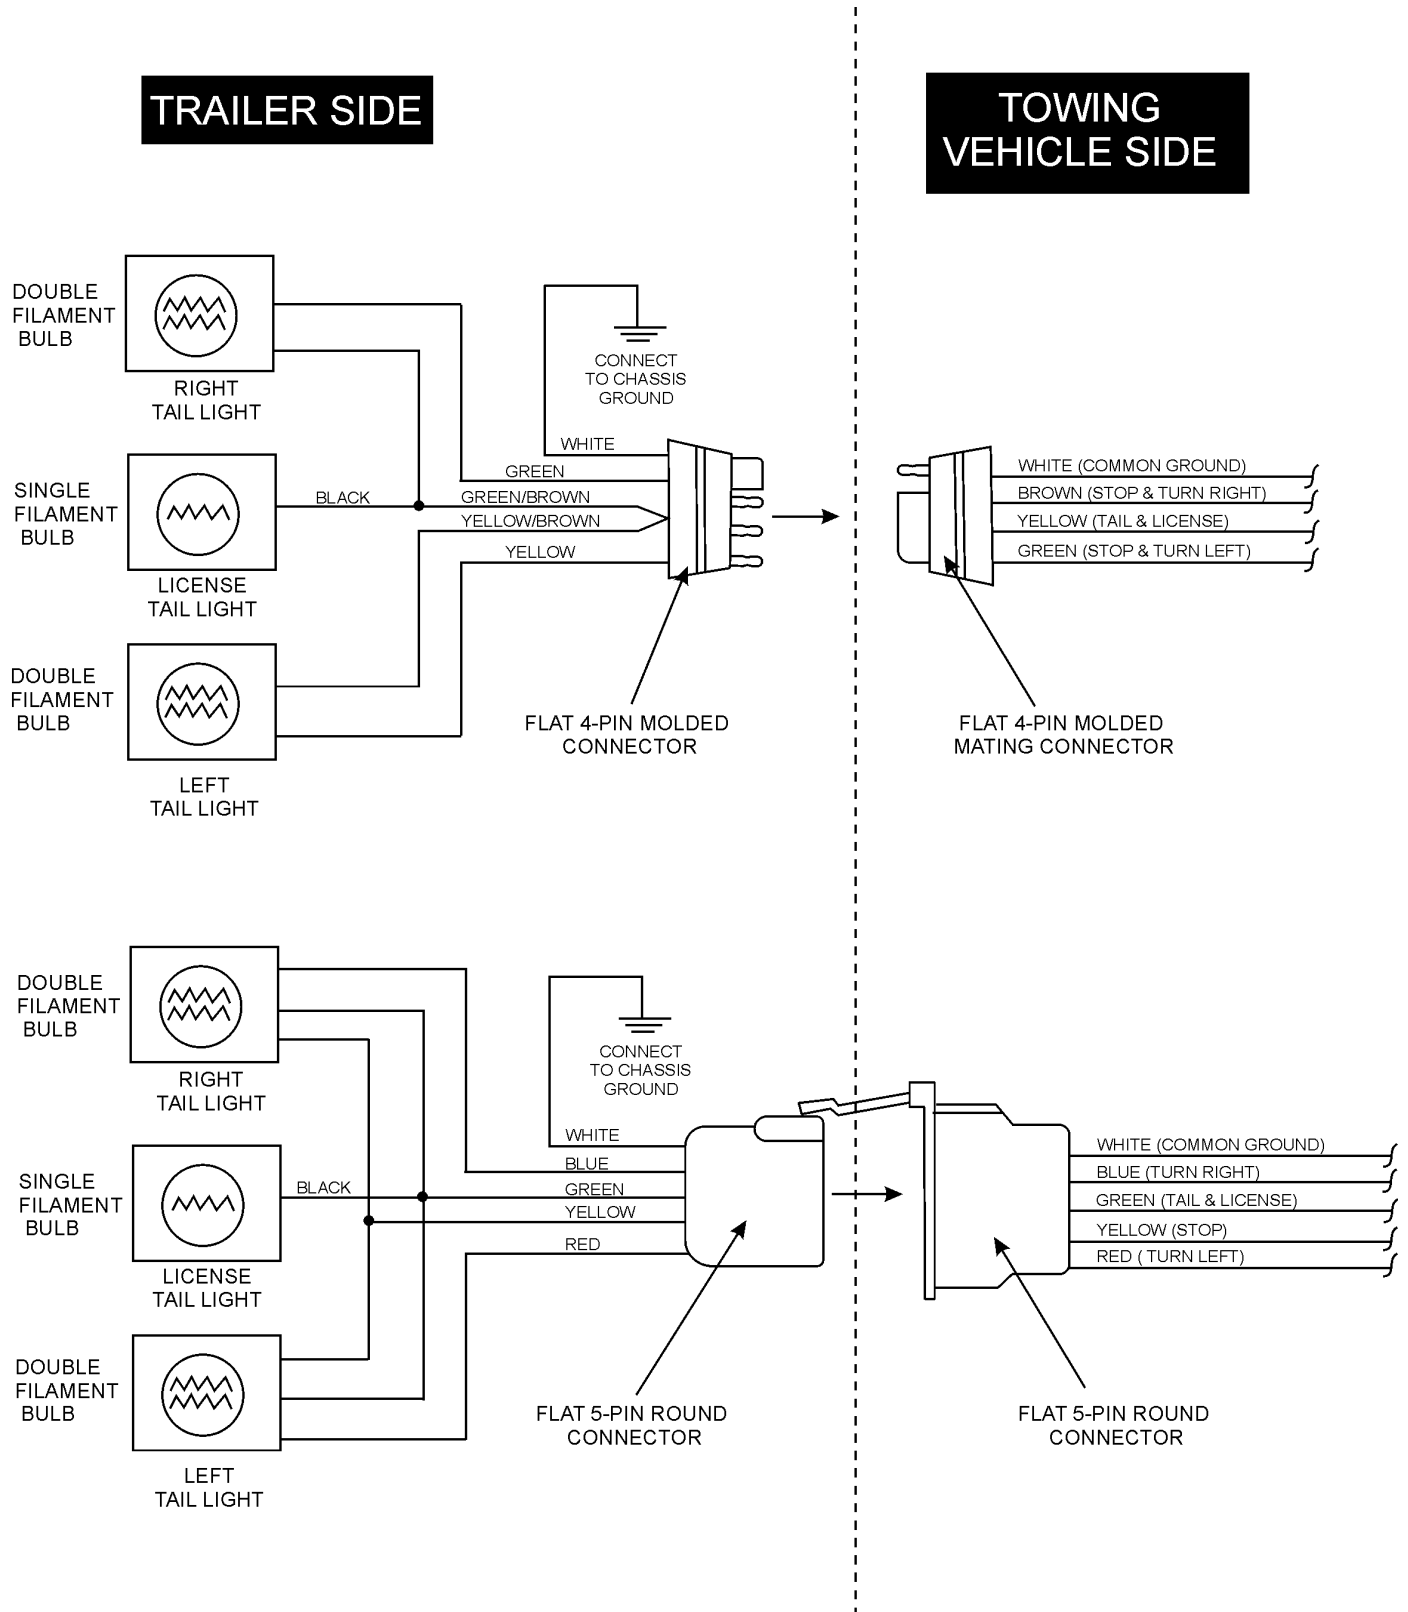 TRAILER SIDE
TOWING
VEHICLE SIDE
DOUBLE
FILAMENT
BULB
RIGHT
TAIL LIGHT
CONNECT
TO CHASSIS
GROUND
WHITE
GREEN
BLACK
GREEN/BROWN
YELLOW/BROWN
YELLOW
SINGLE
FILAMENT
BULB
LICENSE
TAIL LIGHT
WHITE (COMMON GROUND)
BROWN (STOP & TURN RIGHT)
YELLOW (TAIL & LICENSE)
GREEN (STOP & TURN LEFT)
DOUBLE
FILAMENT
BULB
LEFT
TAIL LIGHT
FLAT 4-PIN MOLDED
CONNECTOR
FLAT 4-PIN MOLDED
MATING CONNECTOR
DOUBLE
FILAMENT
BULB
RIGHT
TAIL LIGHT
CONNECT
TO CHASSIS
GROUND
WHITE
BLUE
BLACK
GREEN
YELLOW
RED
SINGLE
FILAMENT
BULB
LICENSE
TAIL LIGHT
WHITE (COMMON GROUND)
BLUE (TURN RIGHT)
GREEN (TAIL & LICENSE)
YELLOW (STOP)
RED ( TURN LEFT)
DOUBLE
FILAMENT
BULB
LEFT
TAIL LIGHT
FLAT 5-PIN ROUND
CONNECTOR
FLAT 5-PIN ROUND
CONNECTOR